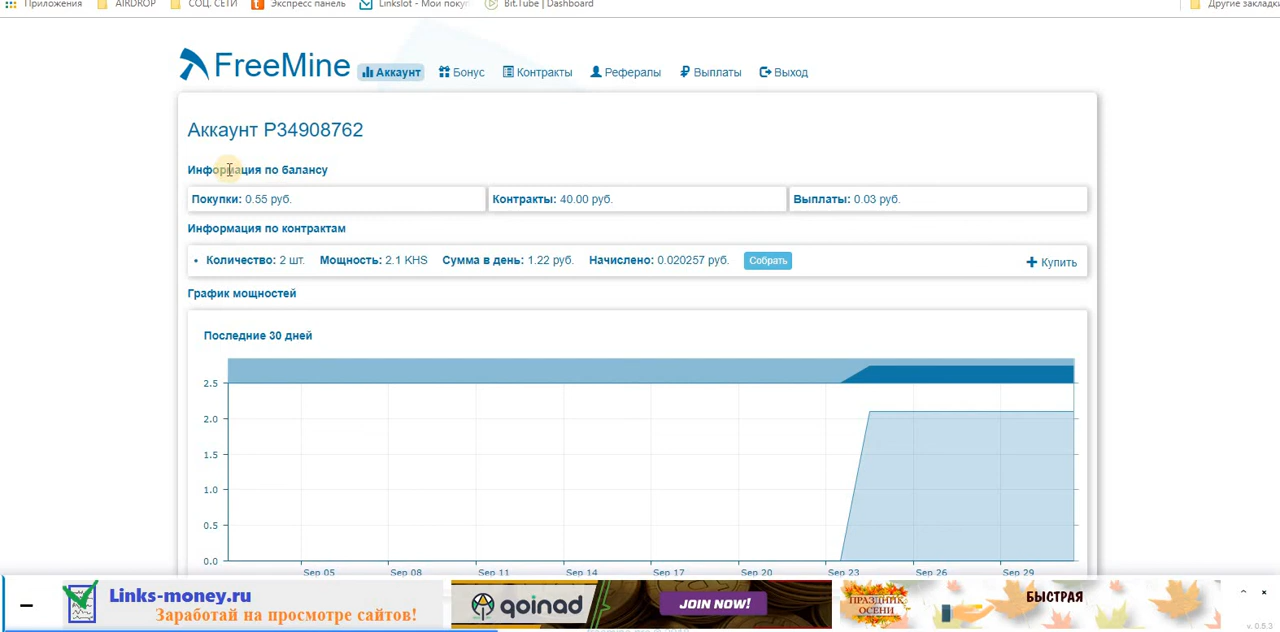 Приложения AIRDROP СОЦ. СЕТИ Экспресс панель Linkslot - Мои поку Bit.Tube | Dashboard Другие закладк
FreeMine Аккаунт Бонус Контракты Рефералы Выплаты Выход
Аккаунт P34908762
Информация по балансу
Покупки: 0.55 руб. Контракты: 40.00 руб. Выплаты: 0.03 руб.
Информация по контрактам
• Количество: 2 шт. Мощность: 2.1 KHS Сумма в день: 1.22 руб. Начислено: 0.020257 руб. Собрать + Купить
График мощностей
Последние 30 дней
2.5
2.0
1.5
1.0
0.5
0.0
Sep 05 Sep 08 Sep 11 Sep 14 Sep 17 Sep 20 Sep 23 Sep 26 Sep 29
Links-money.ru
Заработай на просмотре сайтов!
qoinad JOIN NOW!
ПРАЗДНИК
ОСЕНИ
БЫСТРАЯ
v. 0.5.3